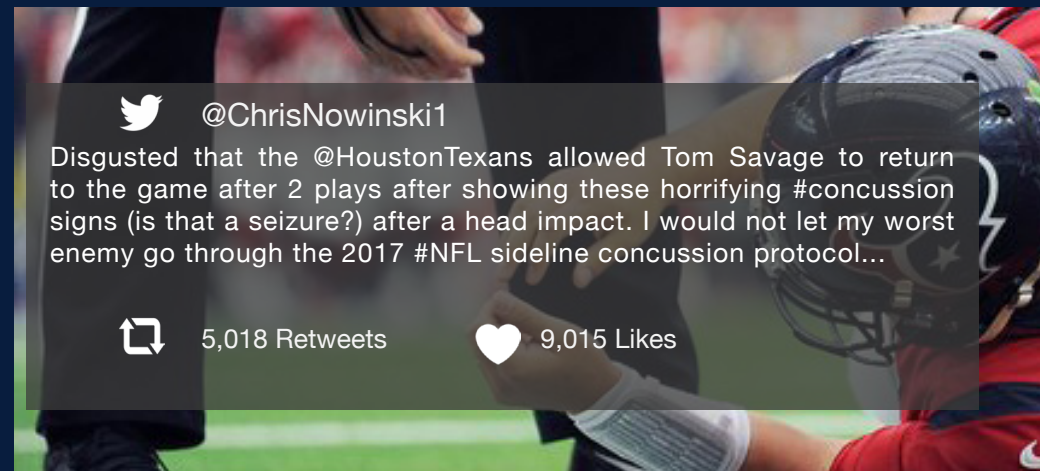 @ChrisNowinski1
Disgusted that the @HoustonTexans allowed Tom Savage to return
to the game after 2 plays after showing these horrifying #concussion
signs (is that a seizure?) after a head impact. I would not let my worst
enemy go through the 2017 #NFL sideline concussion protocol...
5,018 Retweets
9,015 Likes